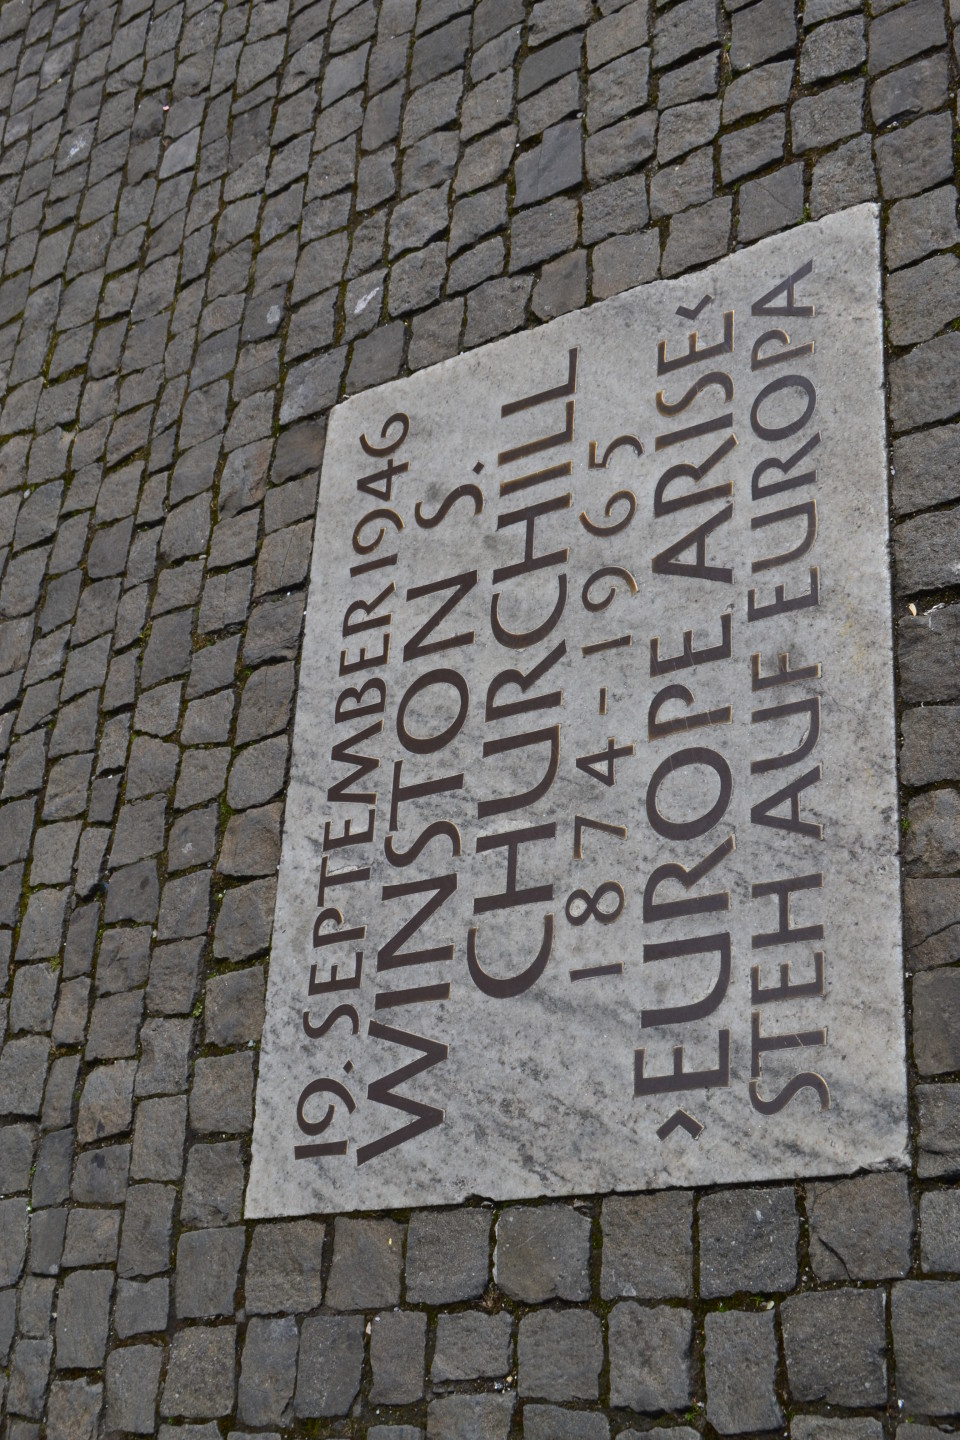 19. SEPTEMBER 1946
WINSTON S.
CHURCHILL
1874-1965
›EUROPE ARISE‹
STEH AUF EUROPA